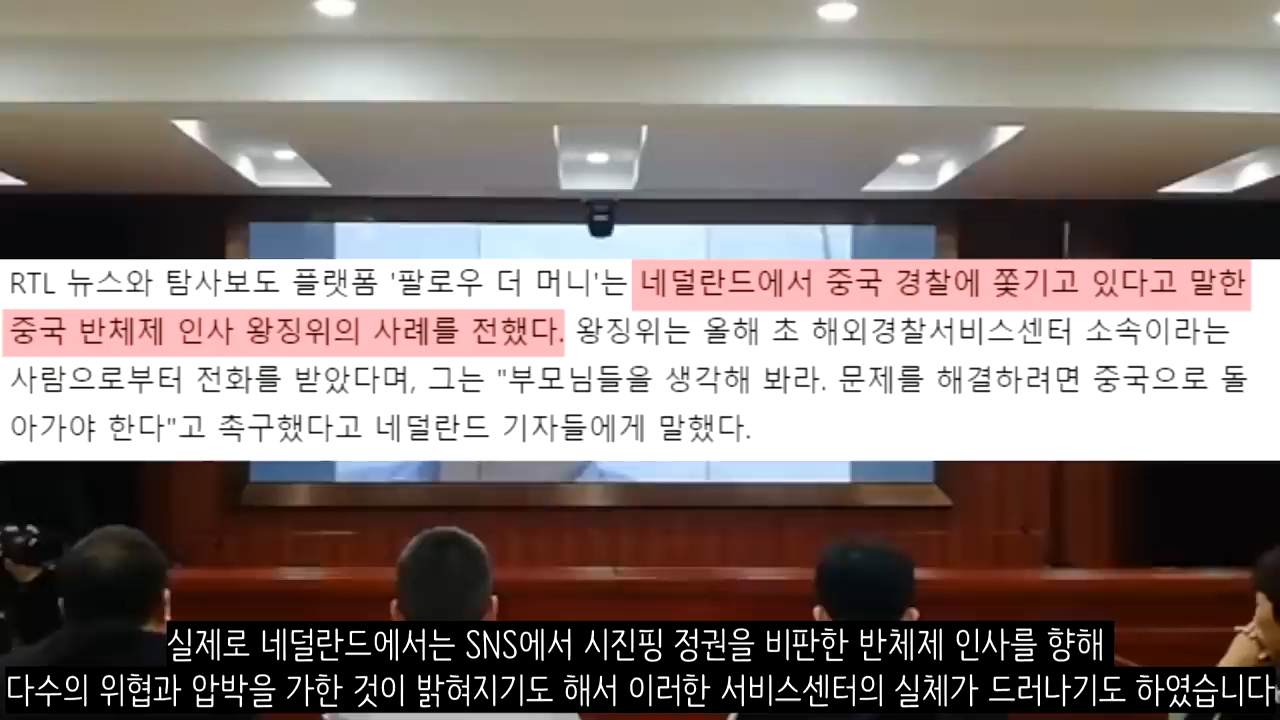 RTL 뉴스와 탐사보도 플랫폼 '팔로우 더 머니'는 네덜란드에서 중국 경찰에 쫓기고 있다고 말한
중국 반체제 인사 왕징위의 사례를 전했다. 왕징위는 올해 초 해외경찰서비스센터 소속이라는
사람으로부터 전화를 받았다며, 그는 "부모님들을 생각해 봐라. 문제를 해결하려면 중국으로 돌
아가야 한다"고 촉구했다고 네덜란드 기자들에게 말했다.
실제로 네덜란드에서는 SNS에서 시진핑 정권을 비판한 반체제 인사를 향해
다수의 위협과 압박을 가한 것이 밝혀지기도 해서 이러한 서비스센터의 실체가 드러나기도 하였습니다